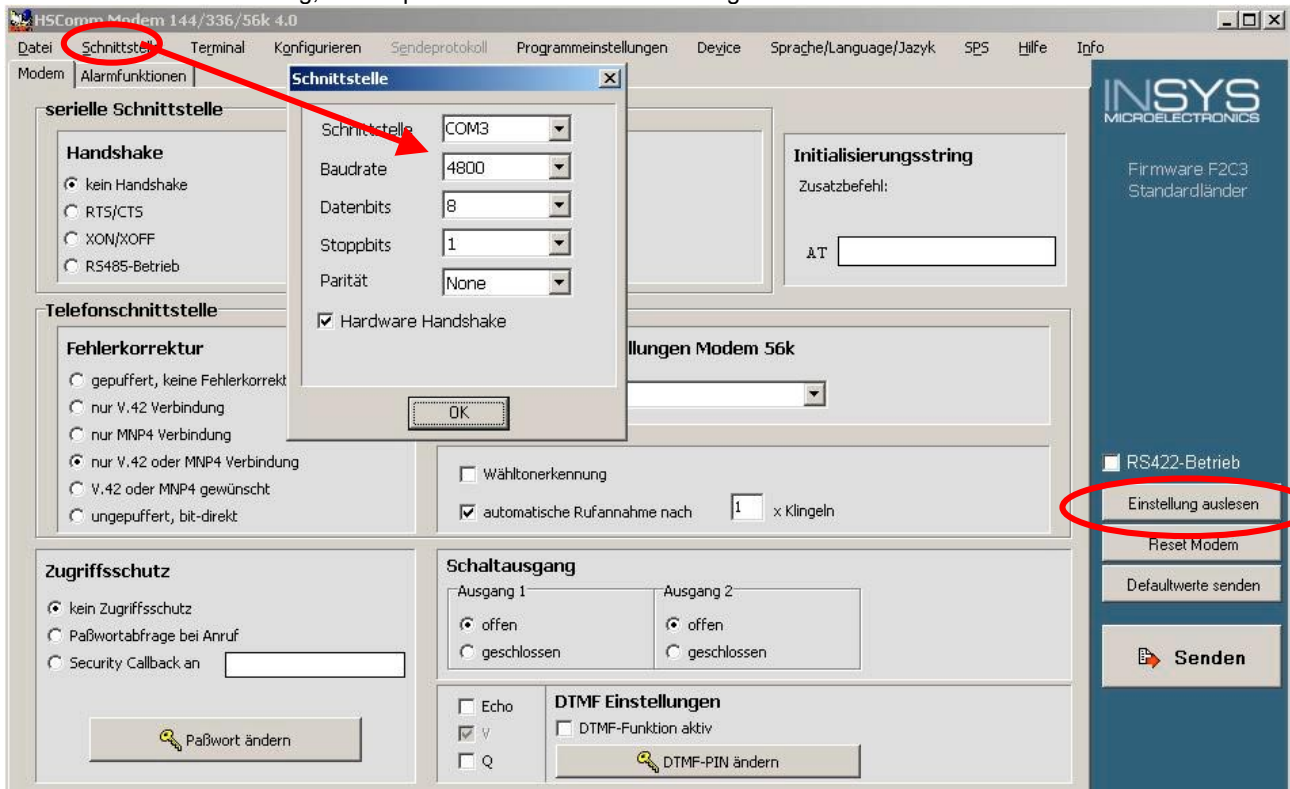 HSComm Modem 144/336/56k 4.0
Datei Schnittstelle Terminal Konfigurieren Sendeprotokoll Programmeinstellungen Device Sprache/Language/Jazyk SPS Hilfe Info
Modem Alarmfunktionen
serielle Schnittstelle
Handshake
kein Handshake
RTS/CTS
XON/XOFF
RS485-Betrieb
Schnittstelle
Schnittstelle COM3
Baudrate 4800
Datenbits 8
Stoppbits 1
Parität None
Hardware Handshake
OK
Initialisierungsstring
Zusatzbefehl:
AT
INSYS
MICROELECTRONICS
Firmware F2C3
Standardländer
Telefonschnittstelle
Fehlerkorrektur
gepuffert, keine Fehlerkorrekt
nur V.42 Verbindung
nur MNP4 Verbindung
nur V.42 oder MNP4 Verbindung
V.42 oder MNP4 gewünscht
ungepuffert, bit-direkt
llungen Modem 56k
Wähltonerkennung
automatische Rufannahme nach 1 x Klingeln
RS422-Betrieb
Einstellung auslesen
Reset Modem
Defaultwerte senden
Senden
Zugriffsschutz
kein Zugriffsschutz
Paßwortabfrage bei Anruf
Security Callback an
Paßwort ändern
Schaltausgang
Ausgang 1 Ausgang 2
offen offen
geschlossen geschlossen
Echo
V
Q
DTMF Einstellungen
DTMF-Funktion aktiv
DTMF-PIN ändern